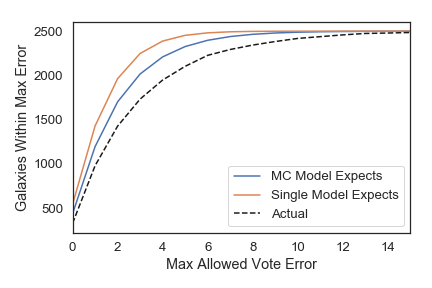 2500
2000
1500
1000
500
Galaxies Within Max Error
MC Model Expects
Single Model Expects
Actual
0 2 4 6 8 10 12 14
Max Allowed Vote Error